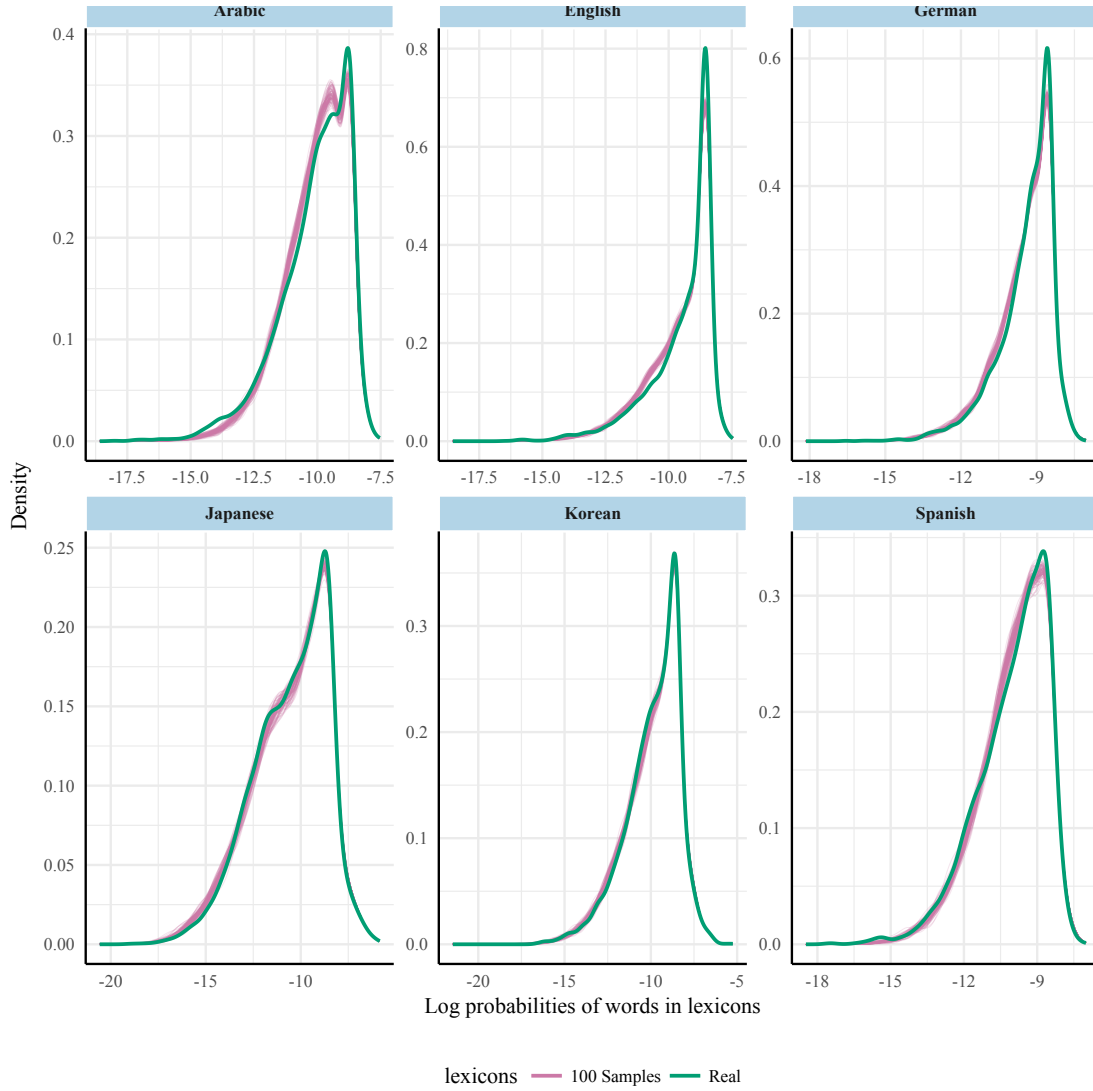 Arabic English German
0.4 0.8 0.6
0.3 0.6 0.4
0.2 0.4 0.2
0.1 0.2
0.0 0.0 0.0
-17.5 -15.0 -12.5 -10.0 -7.5 -17.5 -15.0 -12.5 -10.0 -7.5 -18 -15 -12 -9
Density
Japanese Korean Spanish
0.25 0.3 0.3
0.20 0.2 0.2
0.15 0.1 0.1
0.10 0.0 0.0
0.05
0.00
-20 -15 -10 -20 -15 -10 -5 -18 -15 -12 -9
Log probabilities of words in lexicons
lexicons 100 Samples Real